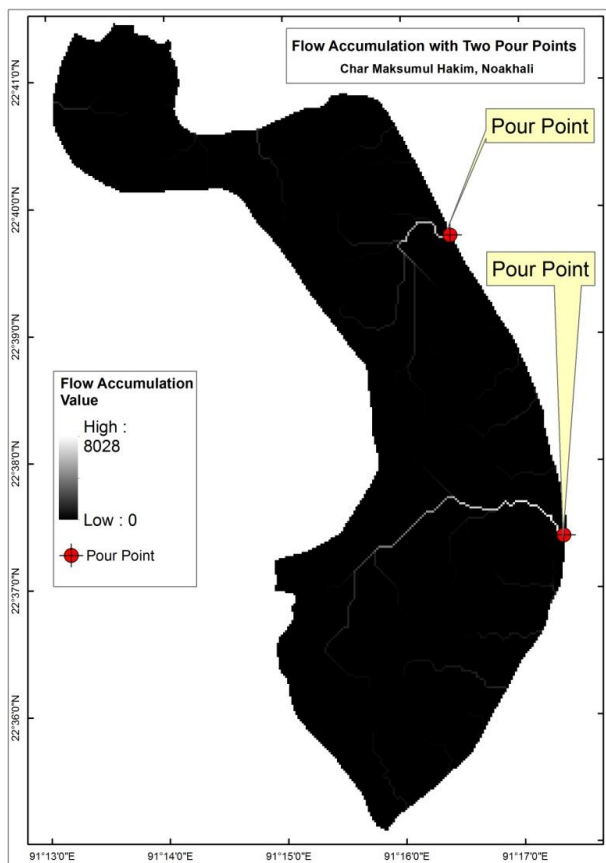 Flow Accumulation with Two Pour Points
Char Maksumul Hakim, Noakhali
Pour Point
Pour Point
Flow Accumulation
Value
High :
8028
Low : 0
Pour Point
22°41'0"N
22°40'0"N
22°39'0"N
22°38'0"N
22°37'0"N
22°36'0"N
91°13'0"E
91°14'0"E
91°15'0"E
91°16'0"E
91°17'0"E